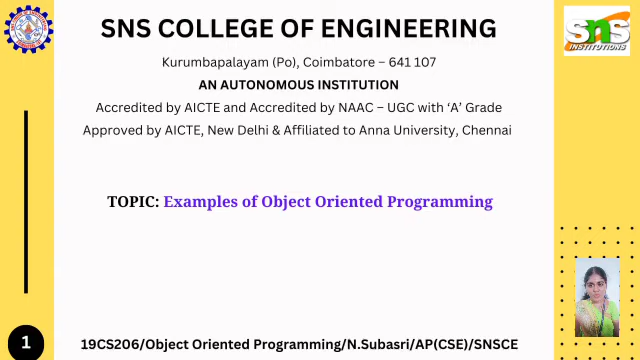 SNS COLLEGE OF ENGINEERING
sns
INSTITUTIONS
Kurumbapalayam (Po), Coimbatore – 641 107
AN AUTONOMOUS INSTITUTION
Accredited by AICTE and Accredited by NAAC – UGC with ‘A’ Grade
Approved by AICTE, New Delhi & Affiliated to Anna University, Chennai
TOPIC: Examples of Object Oriented Programming
1
19CS206/Object Oriented Programming/N.Subasri/AP(CSE)/SNSCE